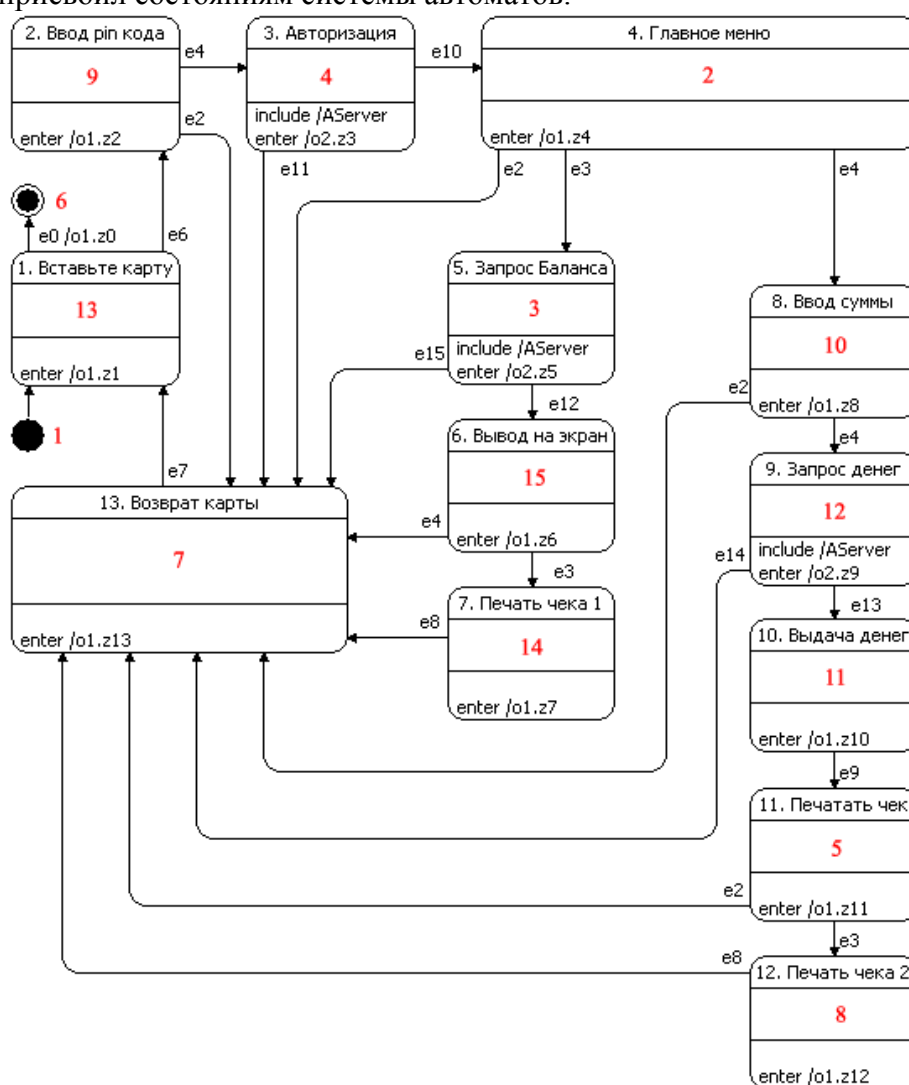 присвоил состояниям системы автоматов.
2. Ввод pin кода
9
enter /o1.z2
e4
3. Авторизация
4
include /AServer
enter /o2.z3
e10
4. Главное меню
2
enter /o1.z4
e2
e11
e2
e3
e4
6
e0 /o1.z0
e6
1. Вставьте карту
13
enter /o1.z1
1
e7
5. Запрос Баланса
3
include /AServer
enter /o2.z5
e15
e12
8. Ввод суммы
10
enter /o1.z8
e2
e4
6. Вывод на экран
15
enter /o1.z6
e4
e3
9. Запрос денег
12
include /AServer
enter /o2.z9
e14
e13
13. Возврат карты
7
enter /o1.z13
7. Печать чека 1
14
enter /o1.z7
e8
10. Выдача денег
11
enter /o1.z10
e9
11. Печатать чек
5
enter /o1.z11
e2
e3
e8
12. Печать чека 2
8
enter /o1.z12